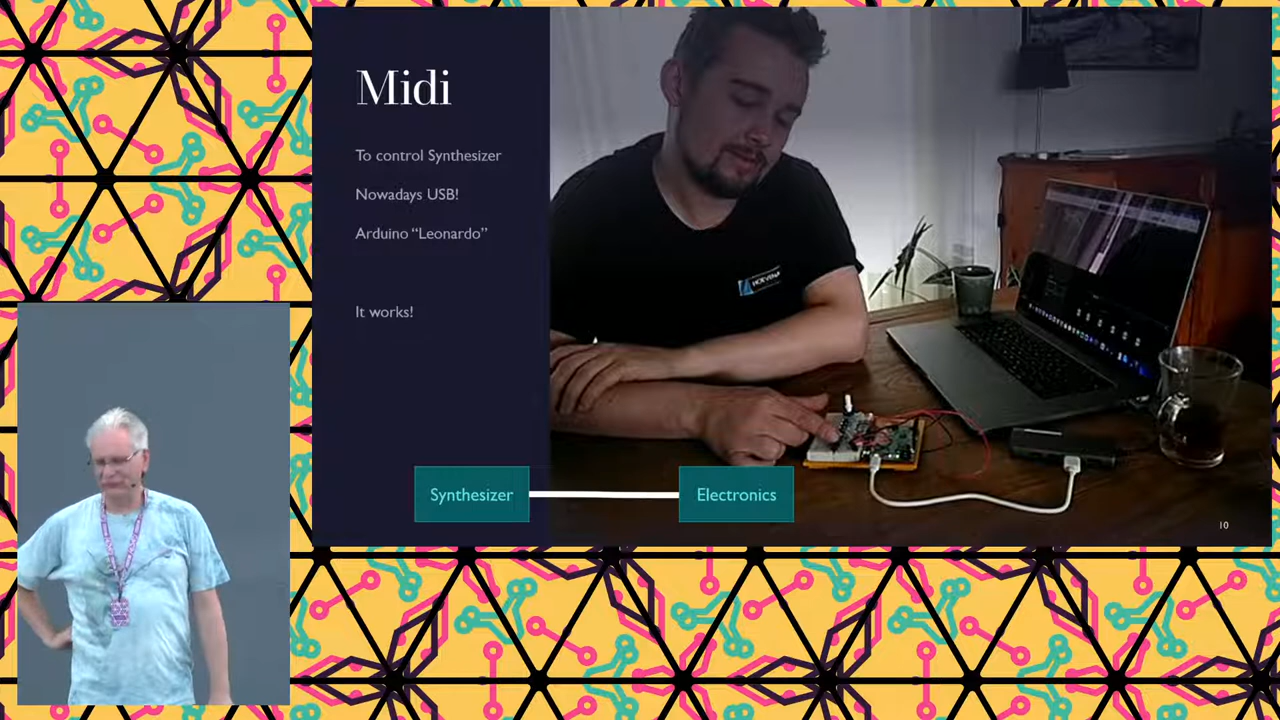 Midi
To control Synthesizer
Nowadays USB!
Arduino “Leonardo”
It works!
Synthesizer
Electronics
10